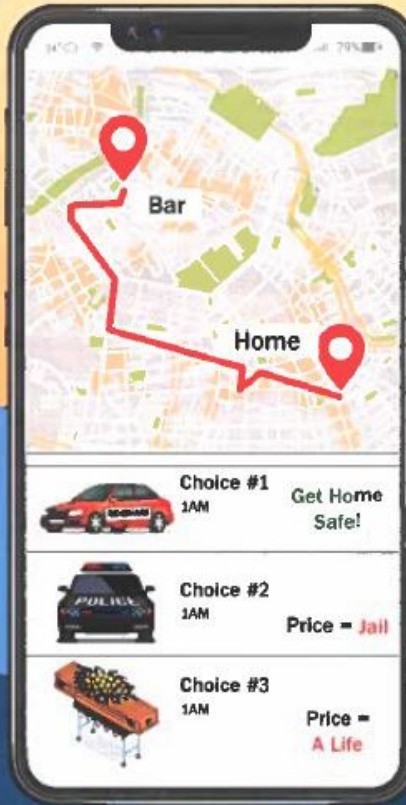 79%
Bar
Home
Choice #1
1AM
Get Home
Safe!
POLICE
Choice #2
1AM
Price = Jail
Choice #3
1AM
Price =
A Life